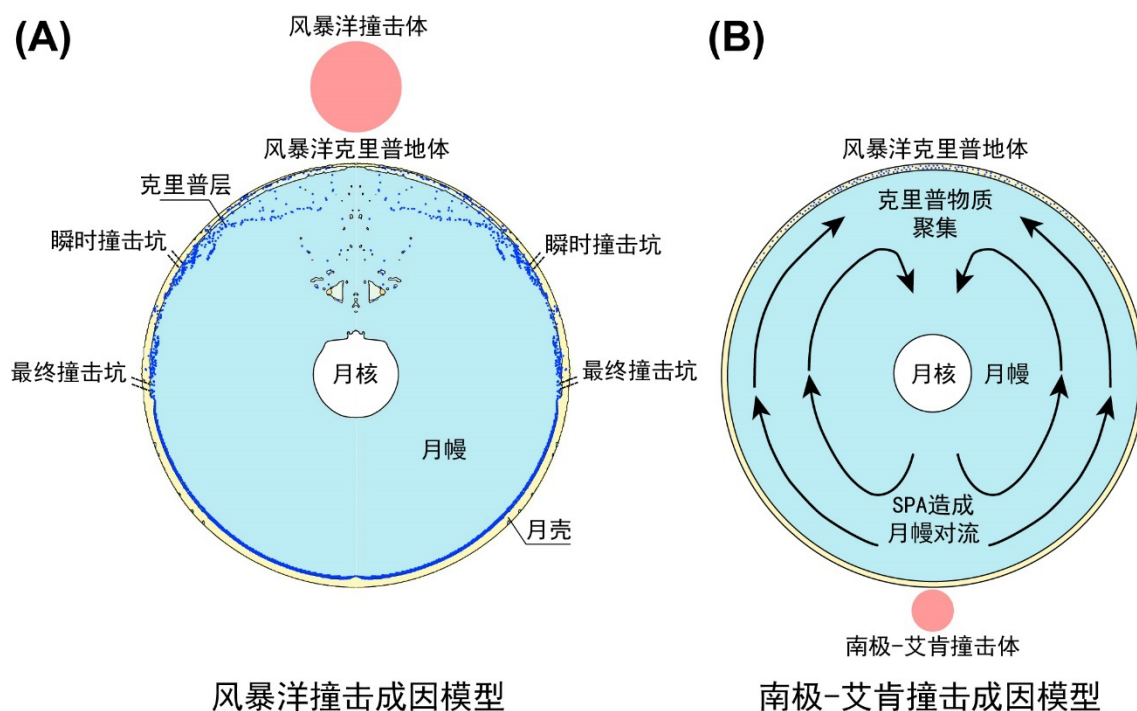 (A)
风暴洋撞击体
风暴洋克里普地体
克里普层
瞬时撞击坑
瞬时撞击坑
最终撞击坑
最终撞击坑
月核
月幔
月壳
风暴洋撞击成因模型
(B)
风暴洋克里普地体
克里普物质
聚集
月核
月幔
SPA造成
月幔对流
南极-艾肯撞击体
南极-艾肯撞击成因模型